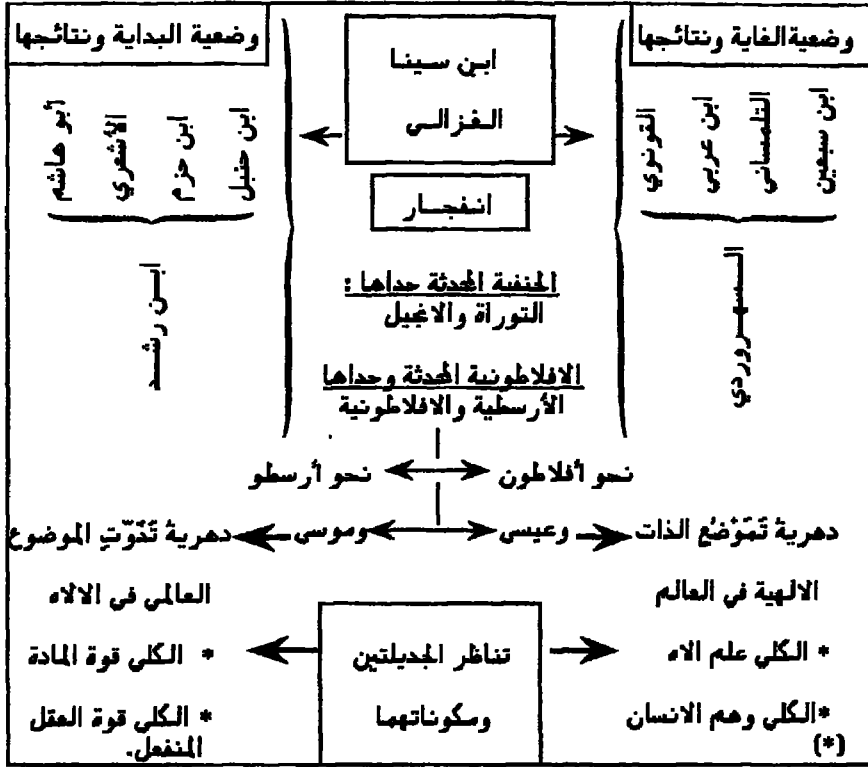 وضعية الغاية ونتائجها
ابن سينا
الغزالي
وضعية البداية ونتائجها
ابن سبعين
التلمساني
ابن عربي
القونوي
ابن حنبل
ابن حزم
الأشعري
أبو هاشم
انفجار
السهروردي
ابن رشد
الحنفية المحدثة حداها :
التوراة والانجيل
الافلاطونية المحدثة وحداها
الأرسطية والافلاطونية
نحو أفلاطون
نحو أرسطو
دهرية تَمَوْضُع الذات
وعيسى
وموسى
دهرية تَذَوّتِ الموضوع
الالهية في العالم
العالمي في الالاه
* الكلي علم الاه
تناظر الجديلتين
* الكلي قوة المادة
*الكلي وهم الانسان
ومكوناتهما
* الكلي قوة العقل
(*)
المنفعل.